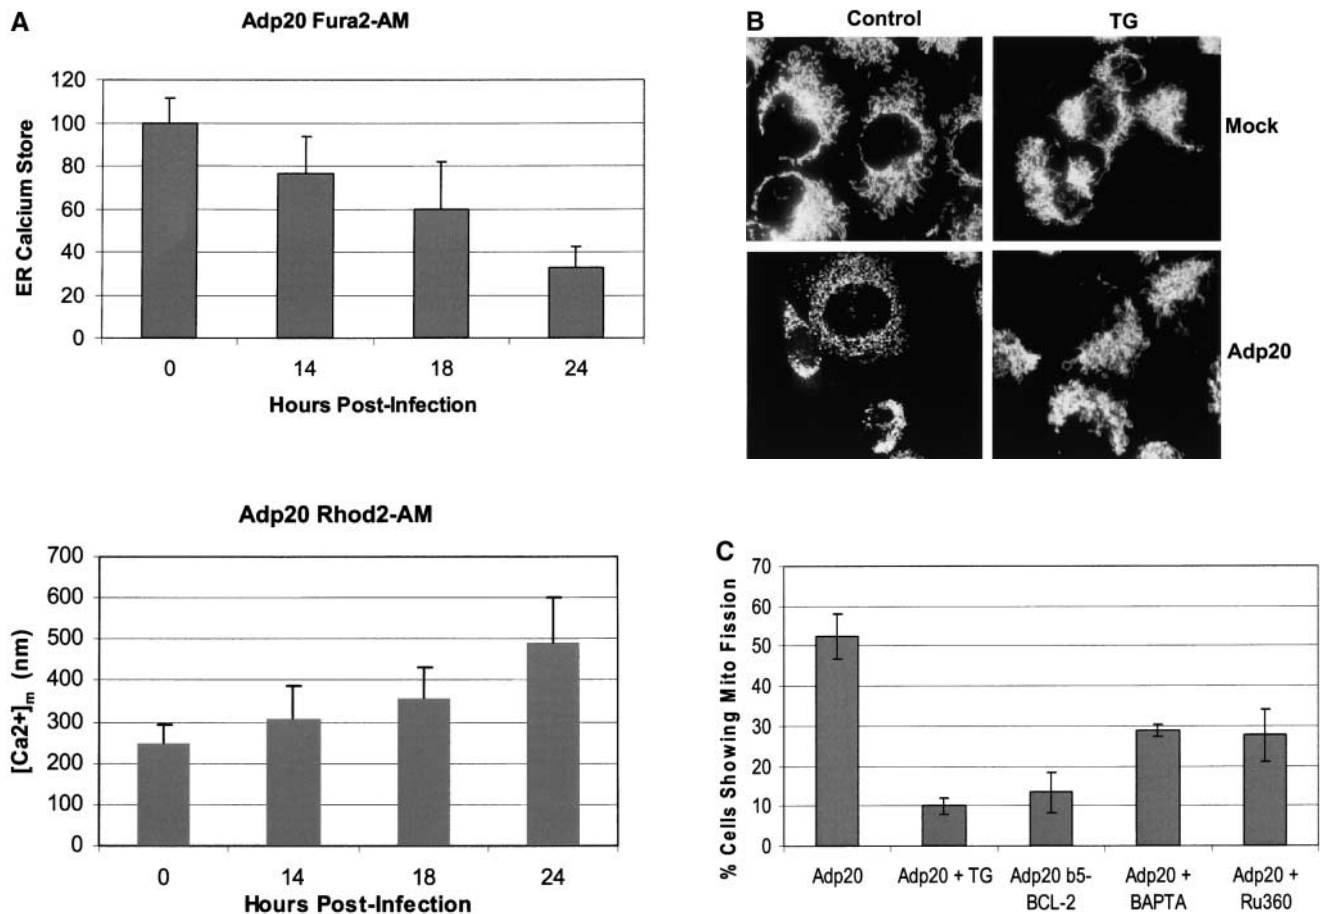 A
Adp20 Fura2-AM
120
100
80
60
40
20
0
ER Calcium Store
0 14 18 24
Hours Post-Infection
Adp20 Rhod2-AM
700
600
500
400
300
200
100
0
[Ca2+]m (nm)
0 14 18 24
Hours Post-Infection
B
Control TG
Mock
Adp20
C
70
60
50
40
30
20
10
0
% Cells Showing Mito Fission
Adp20 Adp20 + TG Adp20 b5- Adp20 + Adp20 +
BCL-2 BAPTA Ru360